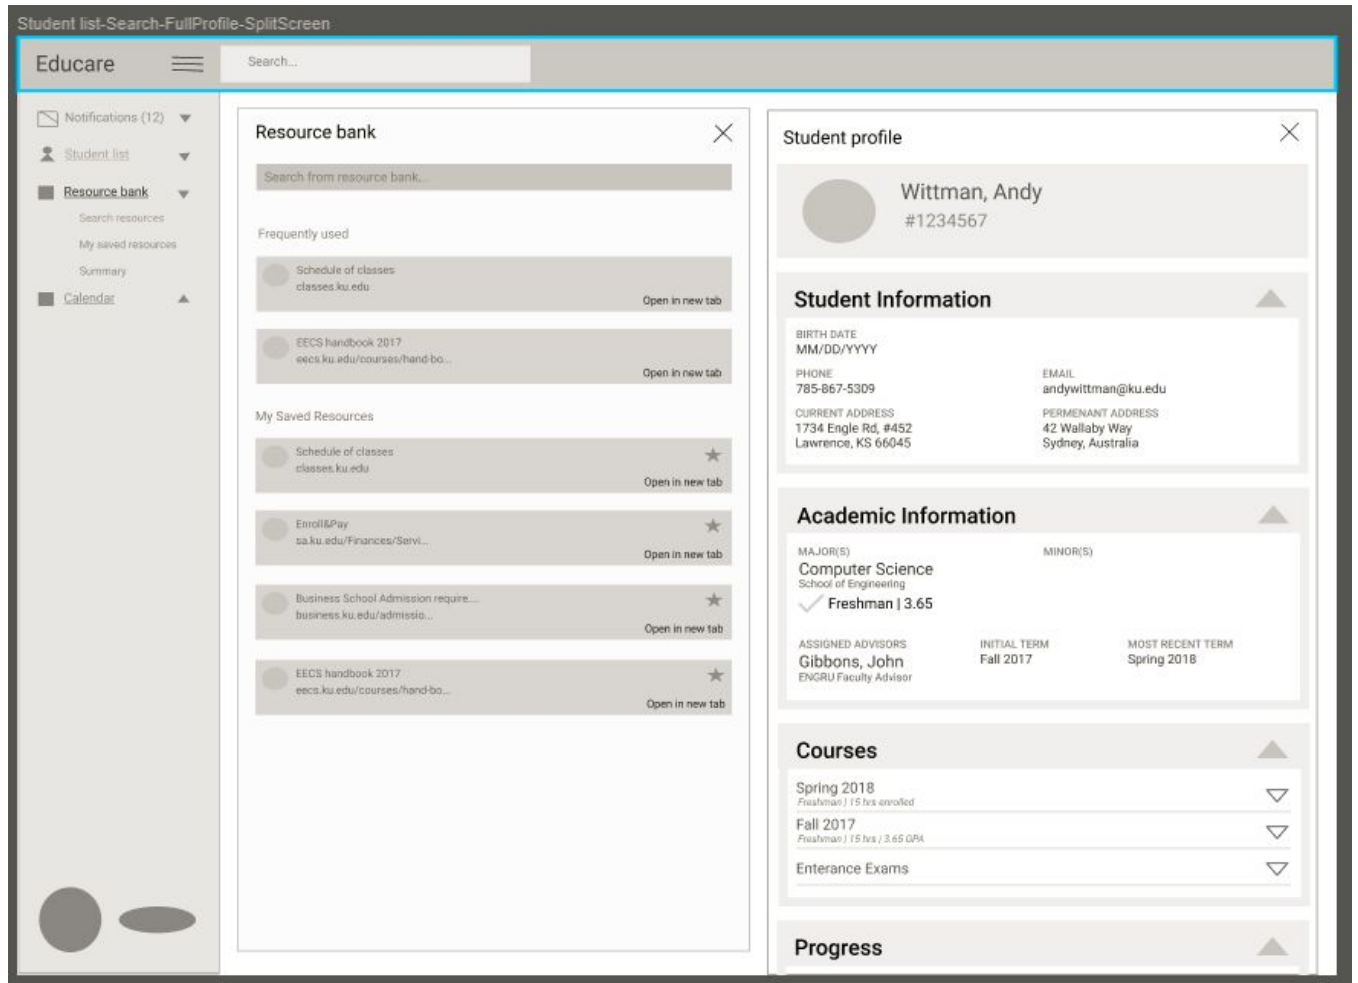 Student list-Search-FullProfile-SplitScreen
Educare
Search...
Notifications (12)
Student list
Resource bank
Search resources
My saved resources
Summary
Calendar
Resource bank
Search from resource bank...
Frequently used
Schedule of classes
classes.ku.edu
Open in new tab
EECS handbook 2017
eecs.ku.edu/courses/hand-bo...
Open in new tab
My Saved Resources
Schedule of classes
classes.ku.edu
Open in new tab
Enroll&Pay
sa.ku.edu/Finances/Servi...
Open in new tab
Business School Admission require....
business.ku.edu/admissio...
Open in new tab
EECS handbook 2017
eecs.ku.edu/courses/hand-bo...
Open in new tab
Student profile
Wittman, Andy
#1234567
Student Information
BIRTH DATE
MM/DD/YYYY
PHONE
785-867-5309
EMAIL
andywittman@ku.edu
CURRENT ADDRESS
1734 Engle Rd, #452
Lawrence, KS 66045
PERMENANT ADDRESS
42 Wallaby Way
Sydney, Australia
Academic Information
MAJOR(S)
Computer Science
School of Engineering
Freshman | 3.65
MINOR(S)
ASSIGNED ADVISORS
Gibbons, John
ENGRU Faculty Advisor
INITIAL TERM
Fall 2017
MOST RECENT TERM
Spring 2018
Courses
Spring 2018
Freshman | 15 hrs enrolled
Fall 2017
Freshman | 15 hrs | 3.65 GPA
Enterance Exams
Progress